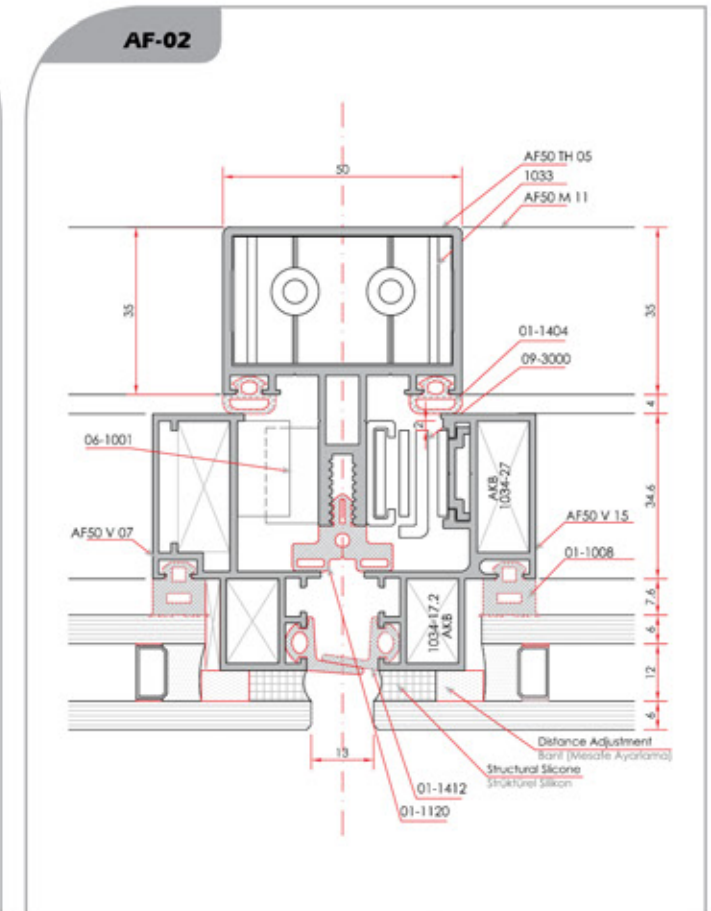 AF-02
50
AF50 TH 05
1033
AF50 M 11
35
35
01-1404
09-3000
4
2
06-1001
AKB
1034-27
34.6
AF50 V 07
AF50 V 15
01-1008
7.6
1034-17.2
AKB
6
12
6
13
Distance Adjustment
Bant (Mesafe Ayarlama)
Structural Slicone
Strüktürel Silikon
01-1412
01-1120